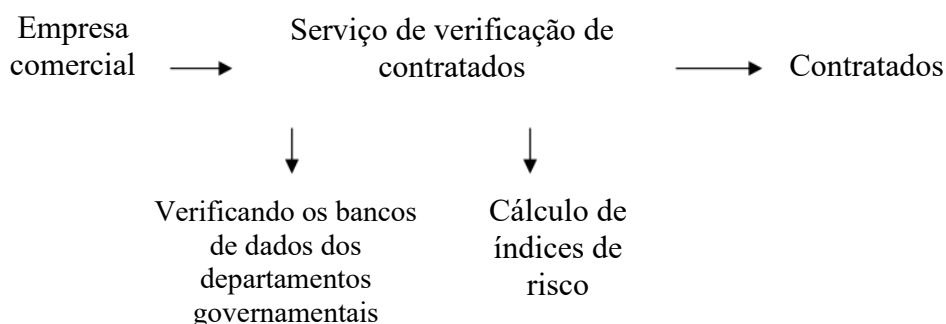 Empresa
comercial
Serviço de verificação de
contratados
Contratados
Verificando os bancos
de dados dos
departamentos
governamentais
Cálculo de
índices de
risco